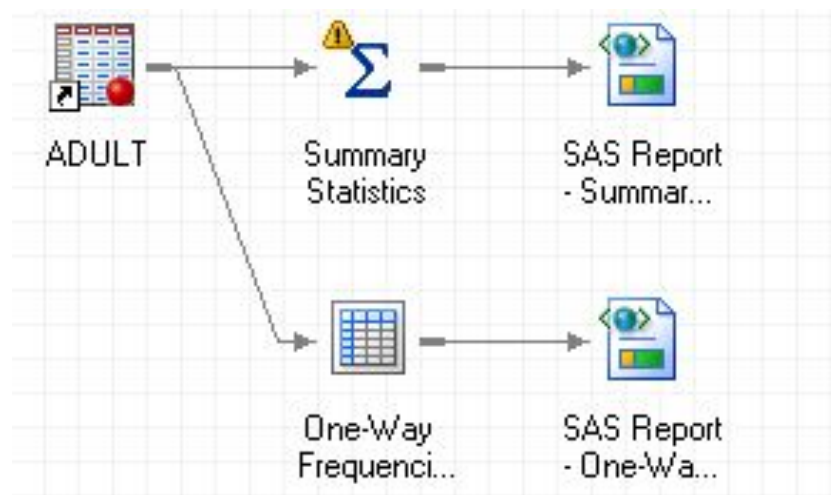 ADULT
Summary
Statistics
SAS Report
- Summar...
One-Way
Frequenci...
SAS Report
- One-Wa...